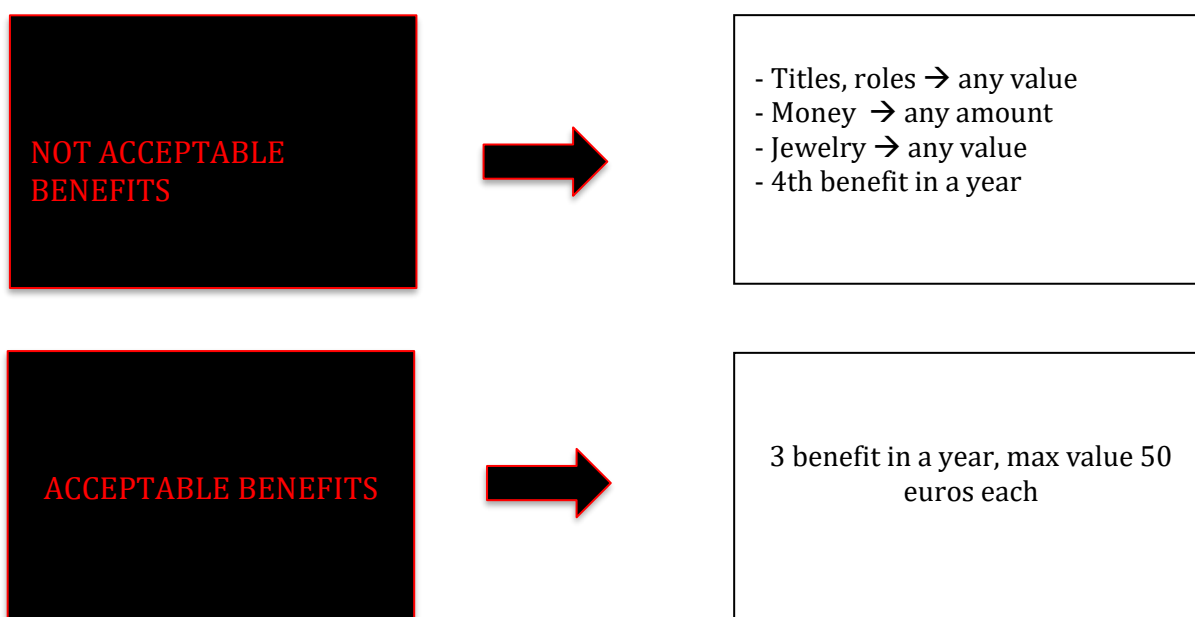 NOT ACCEPTABLE
BENEFITS
- Titles, roles → any value
- Money → any amount
- Jewelry → any value
- 4th benefit in a year
ACCEPTABLE BENEFITS
3 benefit in a year, max value 50
euros each